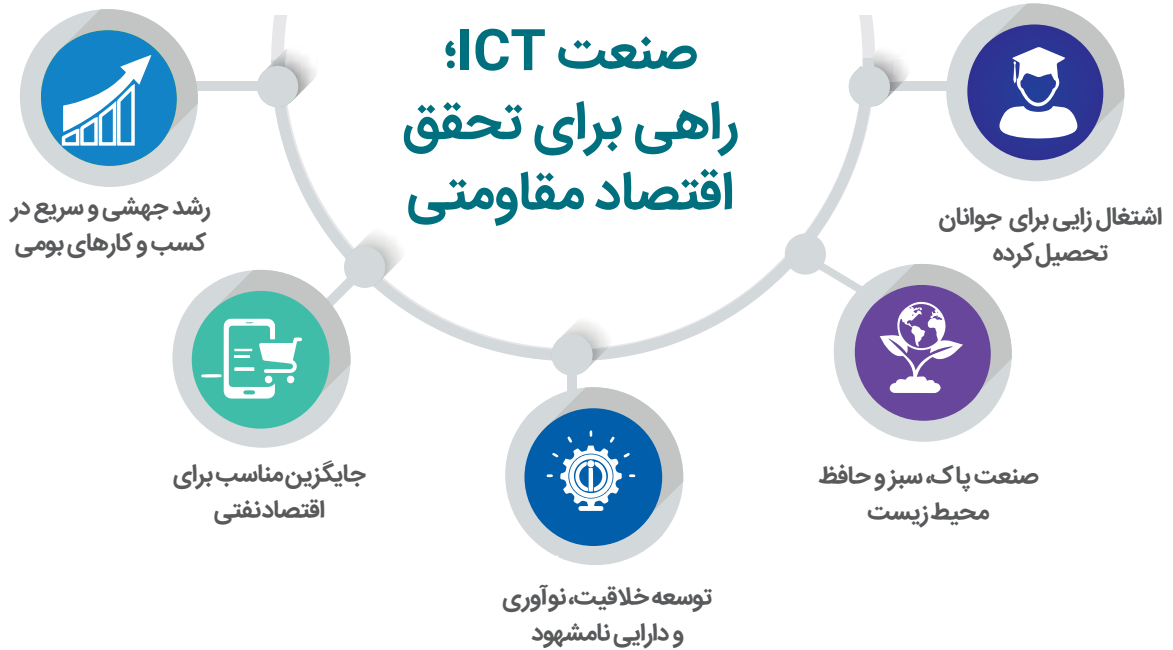 صنعت ICT؛
راهی برای تحقق
اقتصاد مقاومتی
اشتغال زایی برای جوانان
تحصیل کرده
صنعت پاک، سبز و حافظ
محیط زیست
توسعه خلاقیت، نوآوری
و دارایی نامشهود
جایگزین مناسب برای
اقتصاد نفتی
رشد جهشی و سریع در
کسب و کارهای بومی